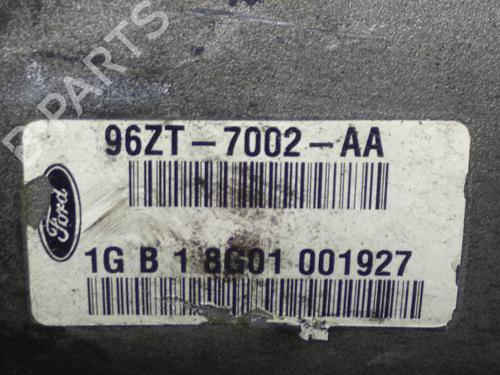 B-PARTS
96ZT-7002-AA
Ford
1G B 1 8G01 001927